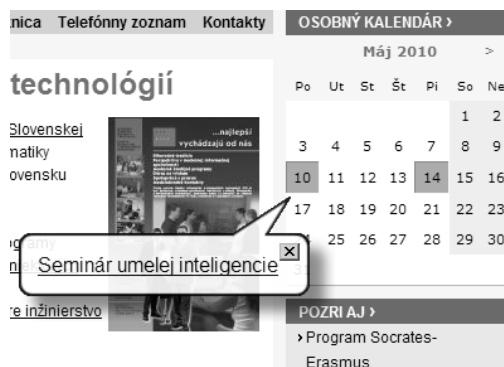 nica Telefónny zoznam Kontakty
technológií
Slovenskej
matiky
ovensku
...najlepší
vychádzajú od nás
re inžinierstvo
Seminár umelej inteligencie
OSOBNÝ KALENDÁR ›
Máj 2010 >
Po Ut St Št Pi So Ne
1 2
3 4 5 6 7 8 9
10 11 12 13 14 15 16
17 18 19 20 21 22 23
25 26 27 28 29 30
31
POZRI AJ ›
› Program Socrates-
Erasmus